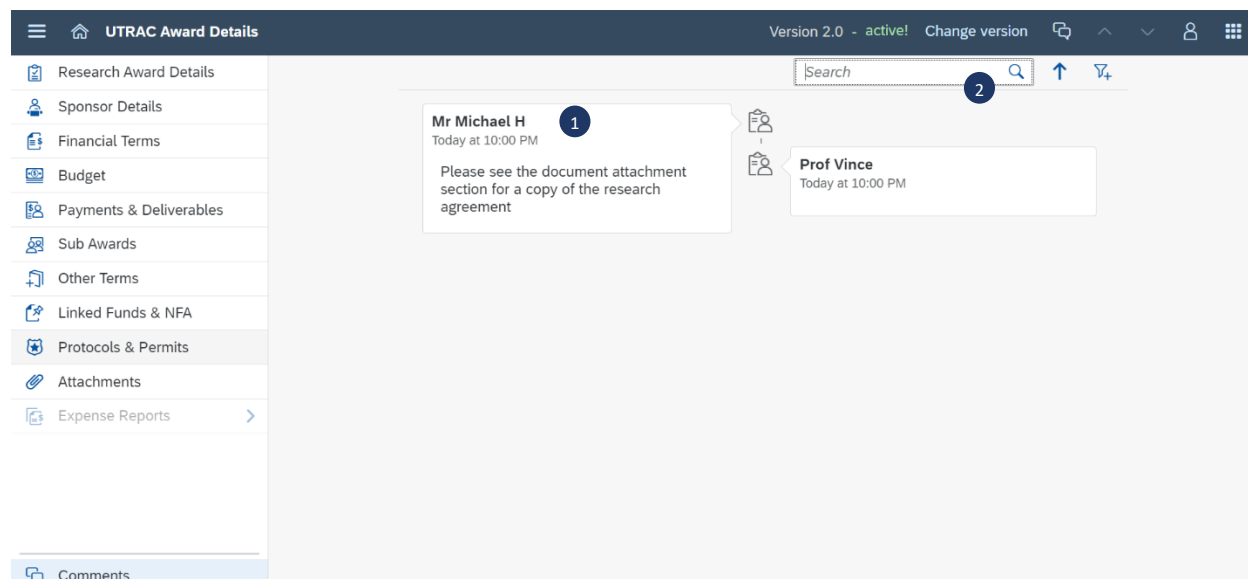 UTRAC Award Details
Version 2.0 - active! Change version
Research Award Details
Sponsor Details
Financial Terms
Budget
Payments & Deliverables
Sub Awards
Other Terms
Linked Funds & NFA
Protocols & Permits
Attachments
Expense Reports
Comments
Search
2
Mr Michael H
1
Today at 10:00 PM
Please see the document attachment
section for a copy of the research
agreement
Prof Vince
Today at 10:00 PM